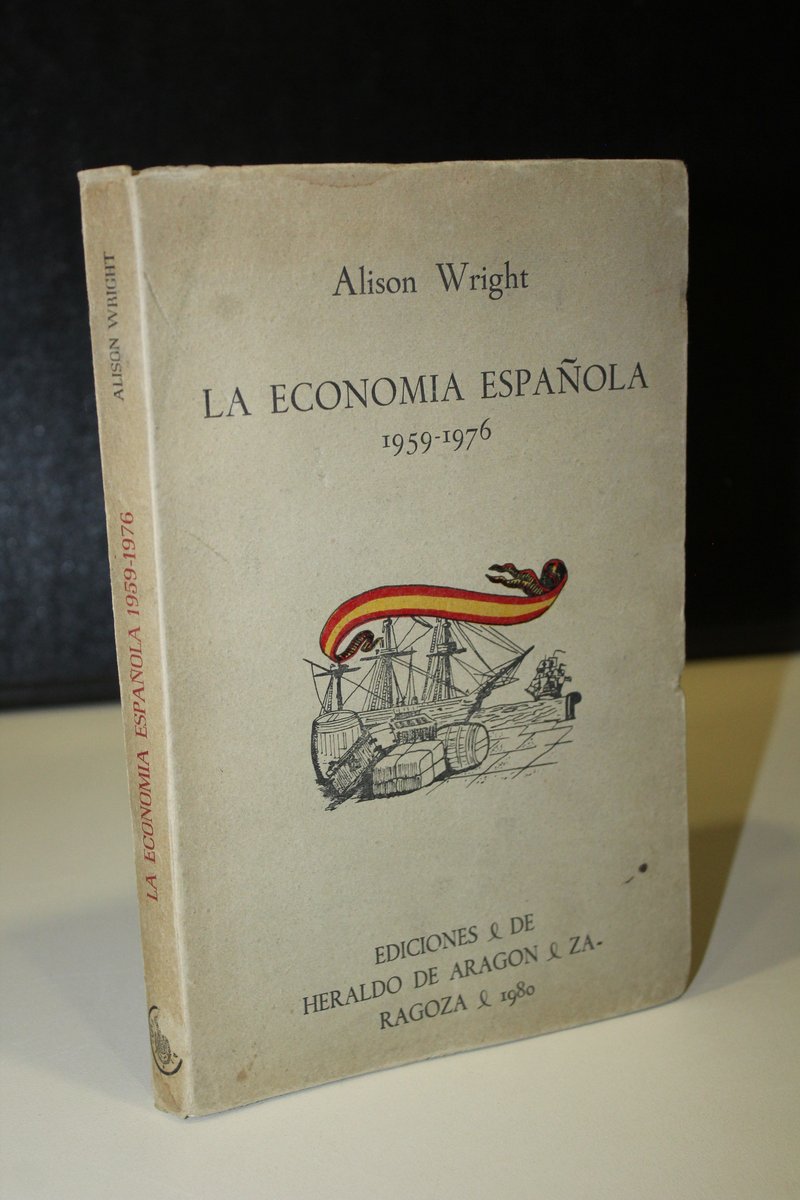 Alison Wright
LA ECONOMIA ESPAÑOLA
1959-1976
EDICIONES & DE
HERALDO DE ARAGON & ZA-
RAGOZA & 1980
ALISON WRIGHT
LA ECONOMIA ESPAÑOLA 1959-1976